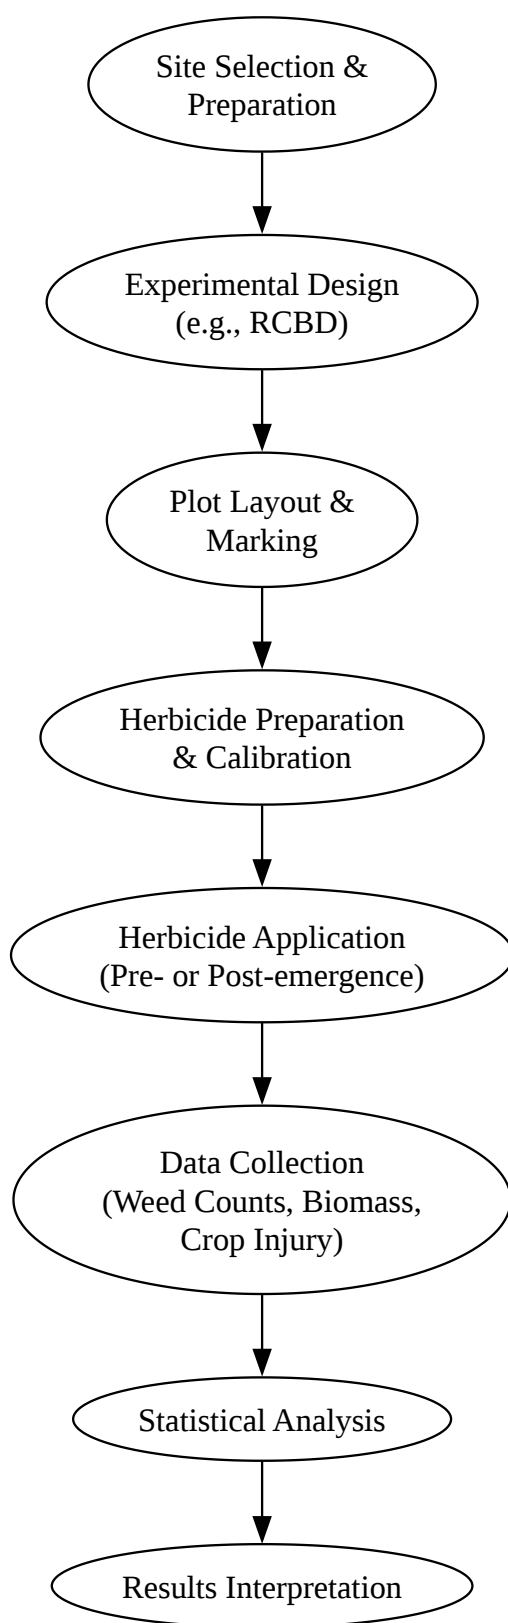 Site Selection &
Preparation
Experimental Design
(e.g., RCBD)
Plot Layout &
Marking
Herbicide Preparation
& Calibration
Herbicide Application
(Pre- or Post-emergence)
Data Collection
(Weed Counts, Biomass,
Crop Injury)
Statistical Analysis
Results Interpretation